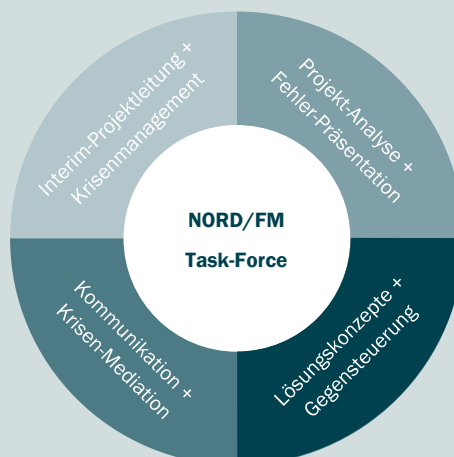 Interim-Projektleitung +
Krisenmanagement
Projekt-Analyse +
Fehler-Präsentation
NORD/FM
Task-Force
Kommunikation +
Krisen-Mediation
Lösungskonzepte +
Gegensteuerung